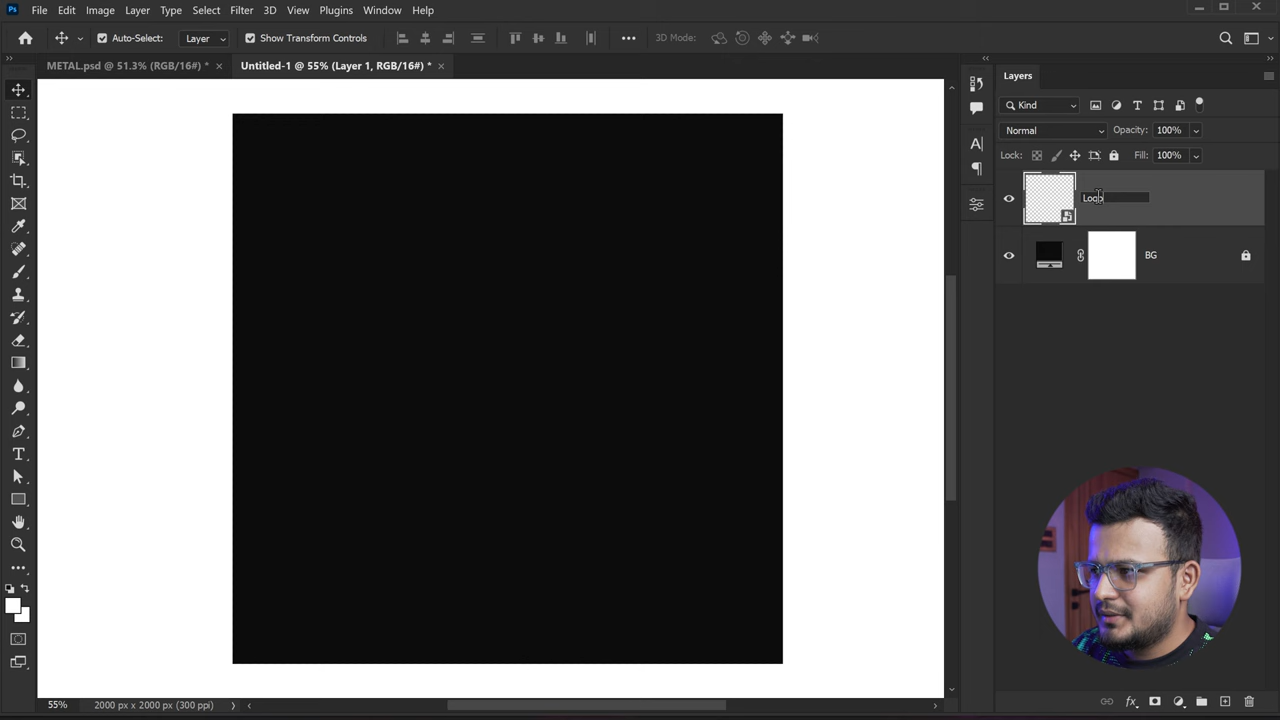 Ps File Edit Image Layer Type Select Filter 3D View Plugins Window Help
Auto-Select: Layer Show Transform Controls 3D Mode:
METAL.psd @ 51.3% (RGB/16#) * × Untitled-1 @ 55% (Layer 1, RGB/16#) * ×
Layers
Kind
Normal Opacity: 100%
Lock: Fill: 100%
BG
55% 2000 px x 2000 px (300 ppi)